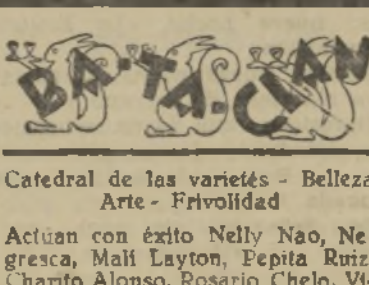 BA-TA-CLAN
Catedral de las varietés - Belleza
Arte - Frivolidad
Actúan con éxito Nelly Nao, Ne
gresca, Mali Layton, Pepita Ruiz
Charito Alonso, Rosario Chelo, Vi